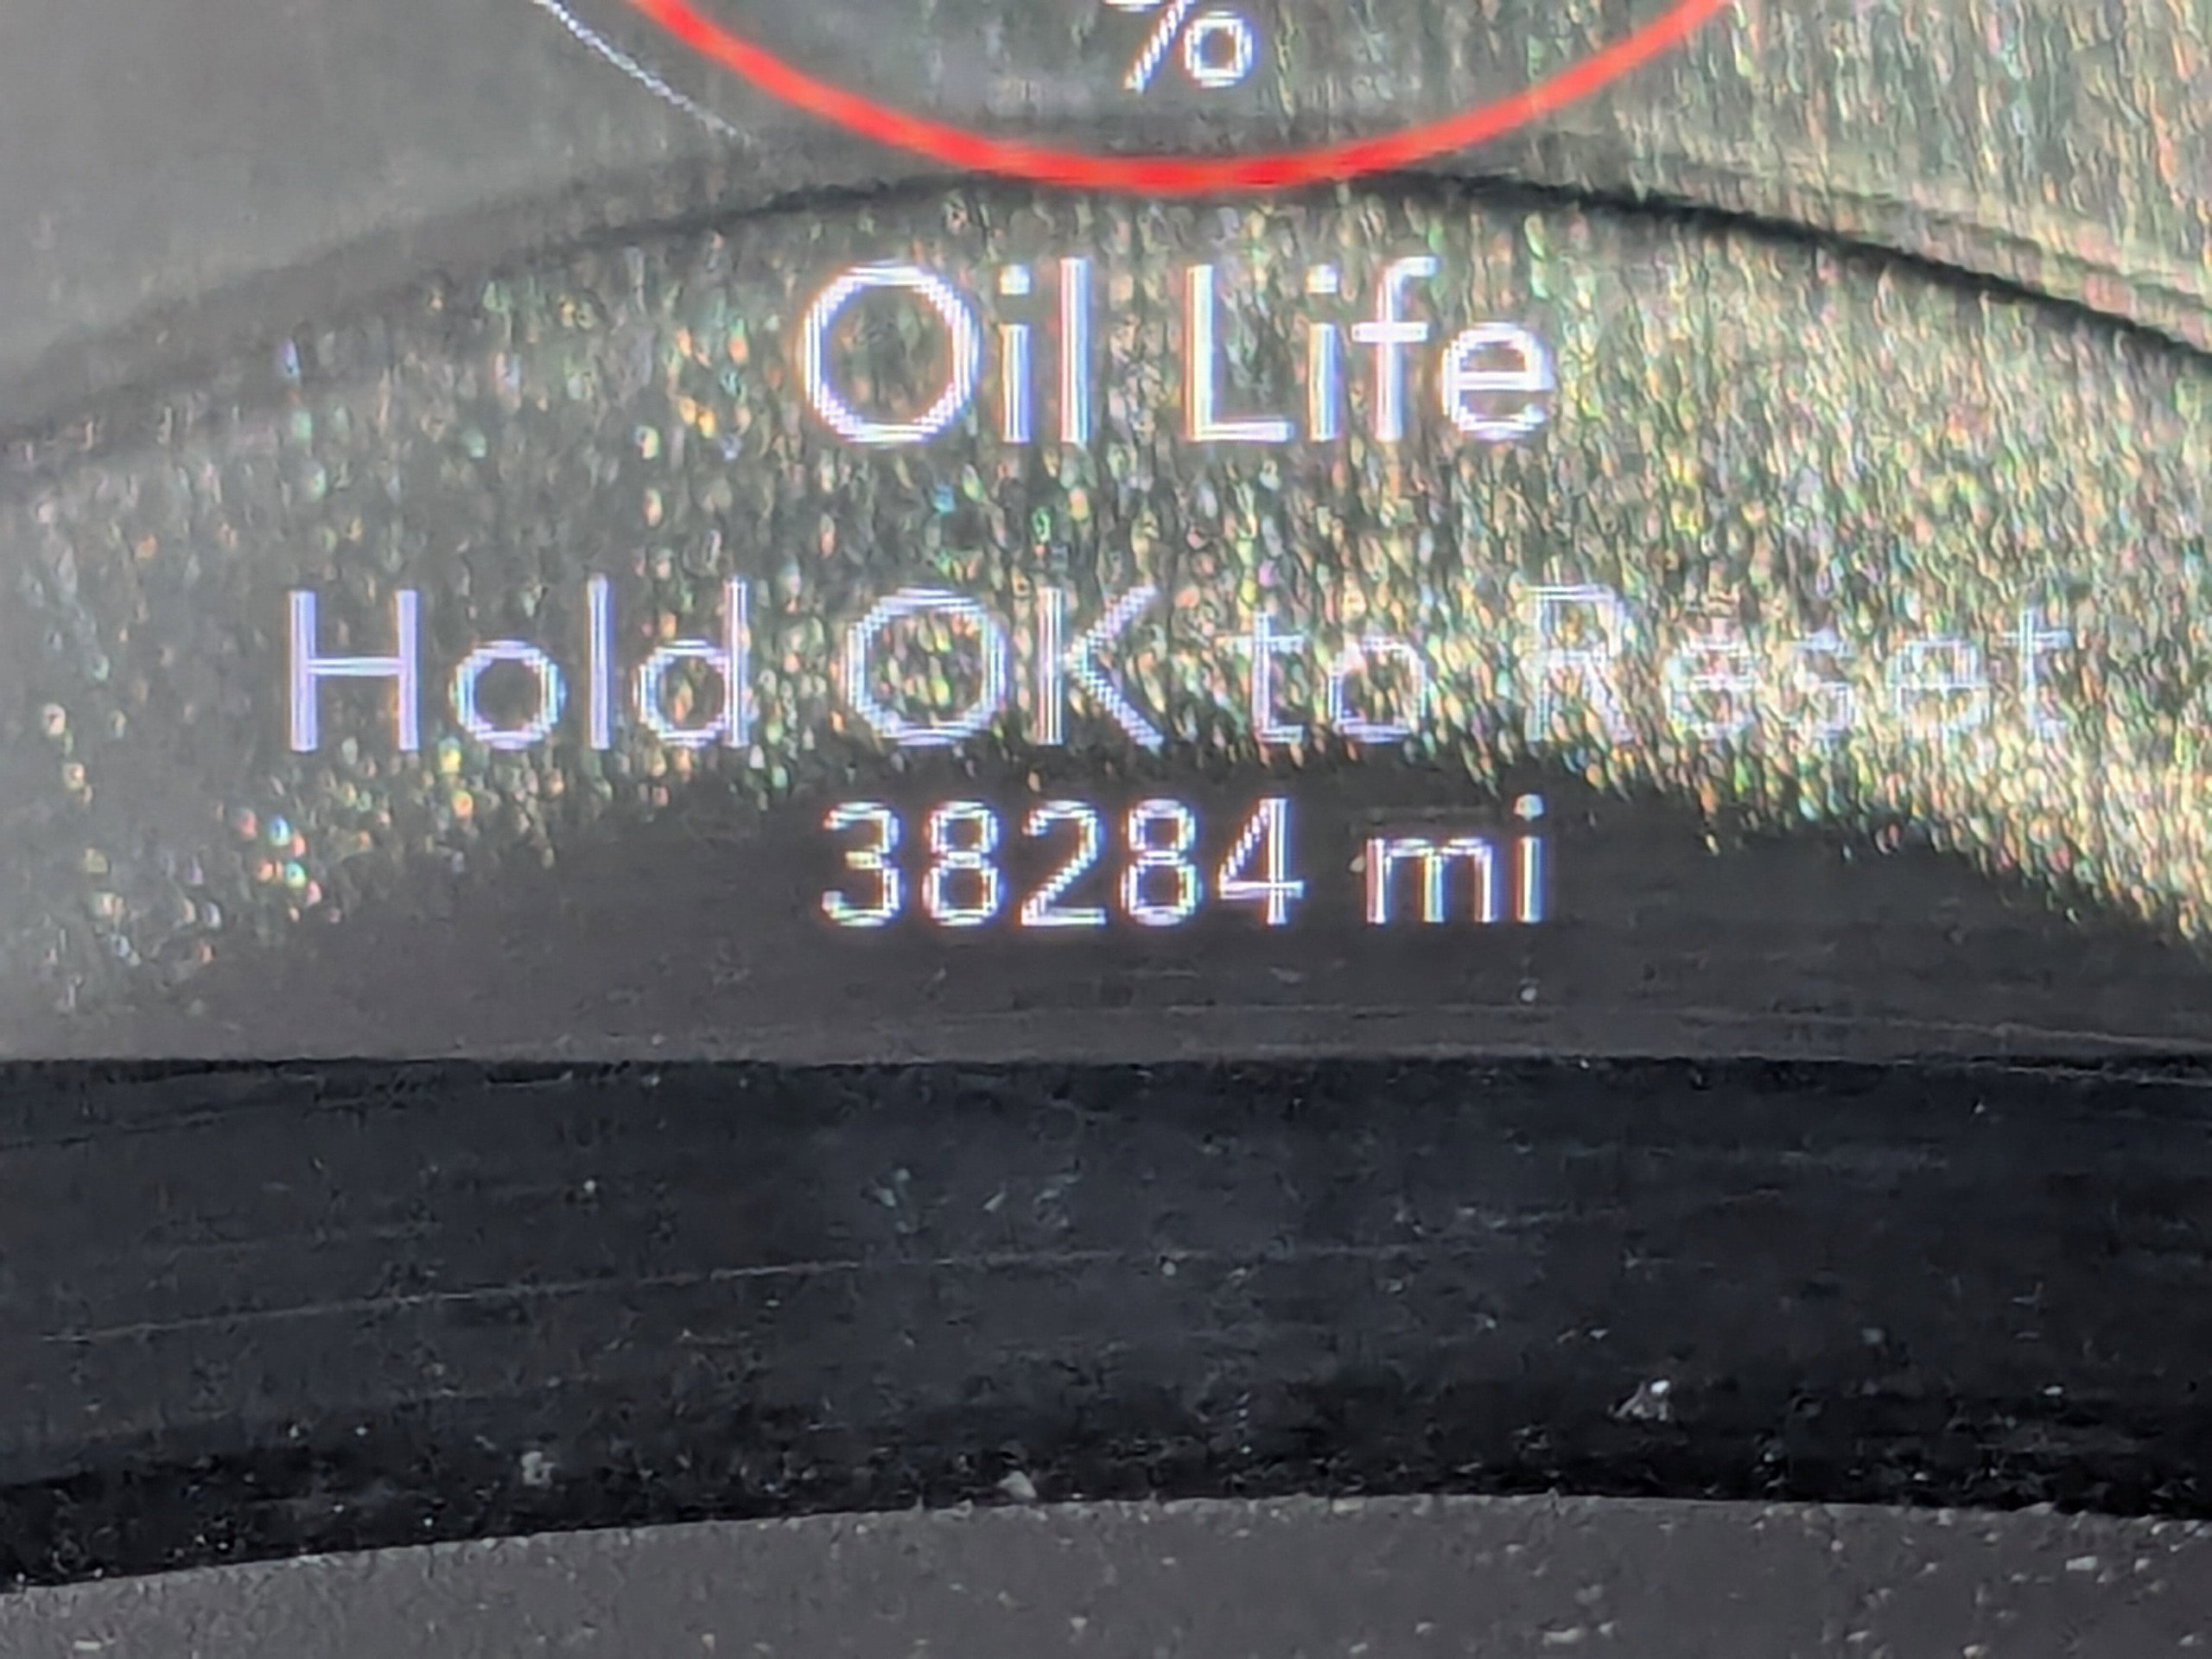 %
Oil Life
Hold OK to Reset
38284 mi